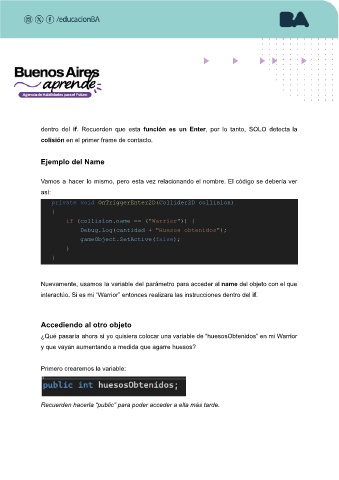 /educacionBA
BA
Buenos Aires
aprende
Agencia de Habilidades para el Futuro
dentro del if. Recuerden que esta función es un Enter, por lo tanto, SOLO detecta la
colisión en el primer frame de contacto.
Ejemplo del Name
Vamos a hacer lo mismo, pero esta vez relacionando el nombre. El código se debería ver
así:
private void OnTriggerEnter2D(Collider2D collision)
{
if (collision.name == ("Warrior")) {
Debug.Log(cantidad + "Huesos obtenidos");
gameObject.SetActive(false);
}
}
Nuevamente, usamos la variable del parámetro para acceder al name del objeto con el que
interactúo. Si es mi "Warrior" entonces realizara las instrucciones dentro del if.
Accediendo al otro objeto
¿Qué pasaría ahora si yo quisiera colocar una variable de "huesosObtenidos" en mi Warrior
y que vayan aumentando a medida que agarre huesos?
Primero crearemos la variable:
public int huesosObtenidos;
Recuerden hacerla "public" para poder acceder a ella más tarde.